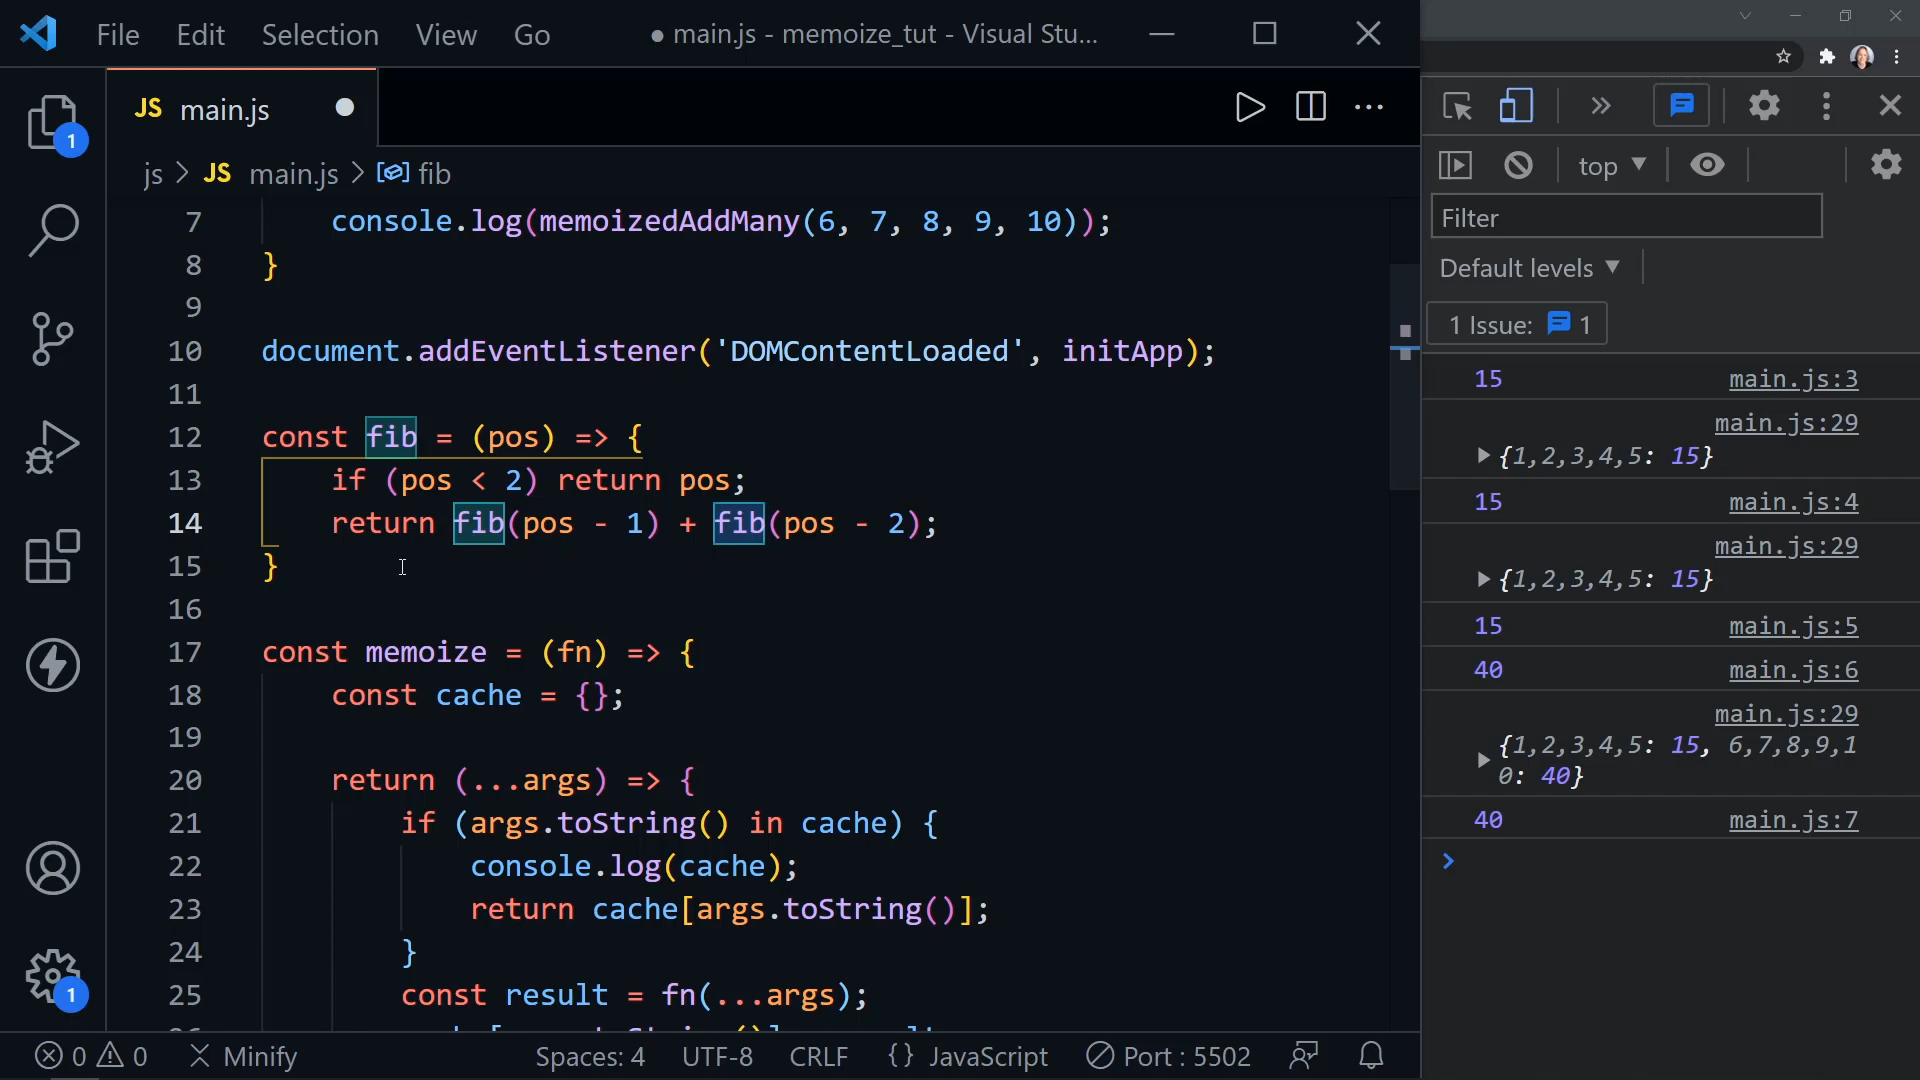 File Edit Selection View Go ● main.js - memoize_tut - Visual Stu...
JS main.js
js > JS main.js > fib
7 console.log(memoizedAddMany(6, 7, 8, 9, 10));
8 }
9
10 document.addEventListener('DOMContentLoaded', initApp);
11
12 const fib = (pos) => {
13 if (pos < 2) return pos;
14 return fib(pos - 1) + fib(pos - 2);
15 }
16
17 const memoize = (fn) => {
18 const cache = {};
19
20 return (...args) => {
21 if (args.toString() in cache) {
22 console.log(cache);
23 return cache[args.toString()];
24 }
25 const result = fn(...args);
1
1
0 0 Minify Spaces: 4 UTF-8 CRLF {} JavaScript Port : 5502
top
Filter
Default levels
1 Issue: 1
15 main.js:3
main.js:29
{1,2,3,4,5: 15}
15 main.js:4
main.js:29
{1,2,3,4,5: 15}
15 main.js:5
40 main.js:6
main.js:29
{1,2,3,4,5: 15, 6,7,8,9,1
0: 40}
40 main.js:7